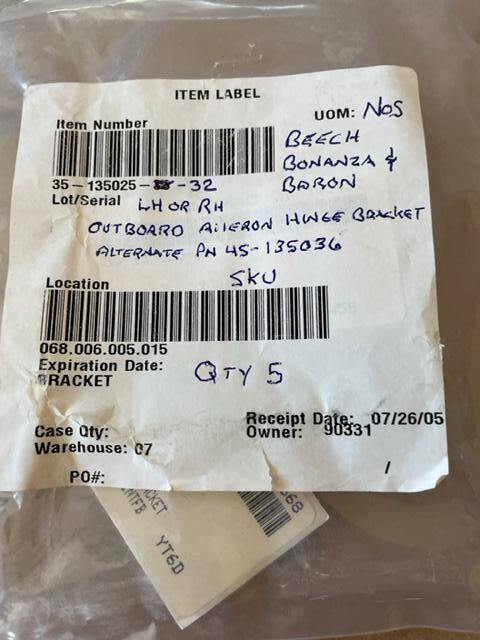 ITEM LABEL
Item Number
UOM: NOS
BEECH
BONANZA &
BARON
35-135025- -32
Lot/Serial LH OR RH
OUTBOARD AILERON HINGE BRACKET
ALTERNATE PN 45-135036
Location
SKU
068.006.005.015
Expiration Date:
BRACKET
QTY 5
Receipt Date: 07/26/05
Case Qty:
Owner: 90331
Warehouse: 07
PO#:
/
568
YT6D